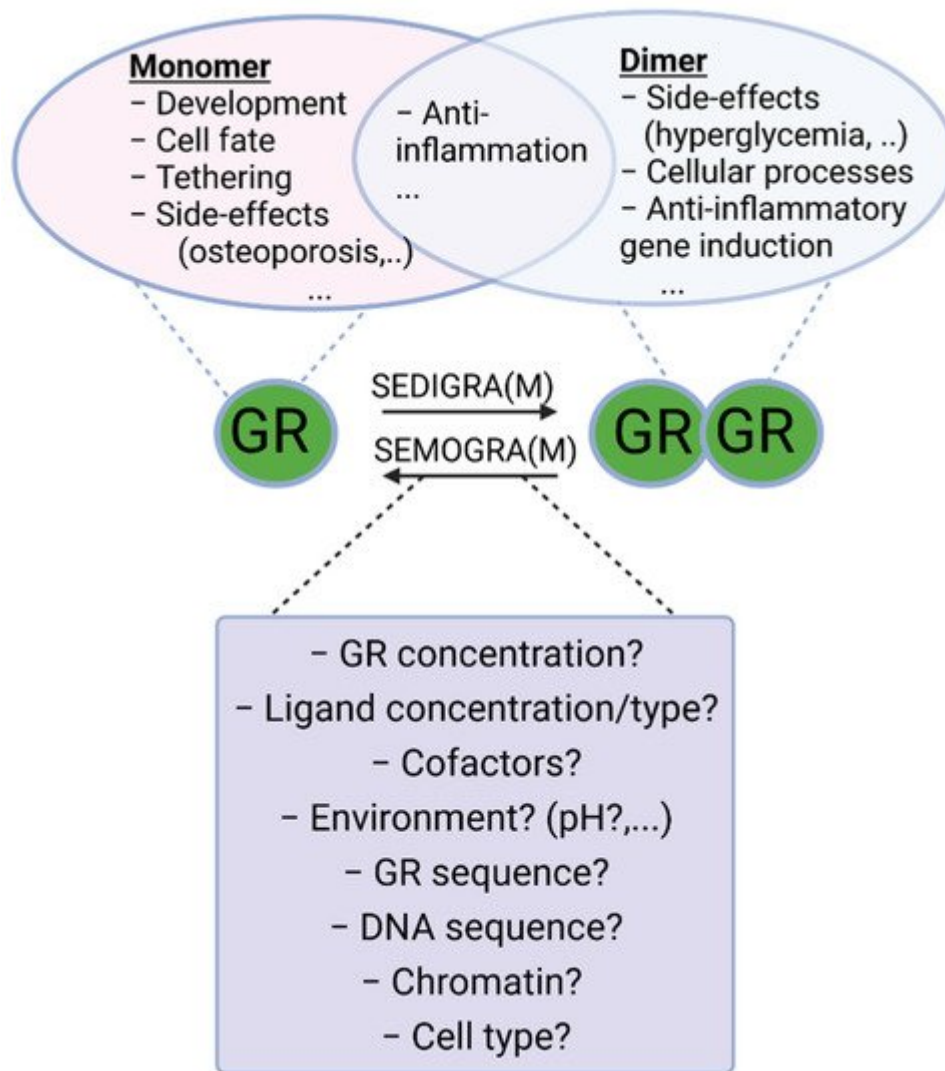 Monomer
– Development
– Cell fate
– Tethering
– Side-effects
(osteoporosis,..)
...
– Anti-
inflammation
...
Dimer
– Side-effects
(hyperglycemia, ..)
– Cellular processes
– Anti-inflammatory
gene induction
...
GR
SEDIGRA(M)
SEMOGRA(M)
GR GR
– GR concentration?
– Ligand concentration/type?
– Cofactors?
– Environment? (pH?,...)
– GR sequence?
– DNA sequence?
– Chromatin?
– Cell type?